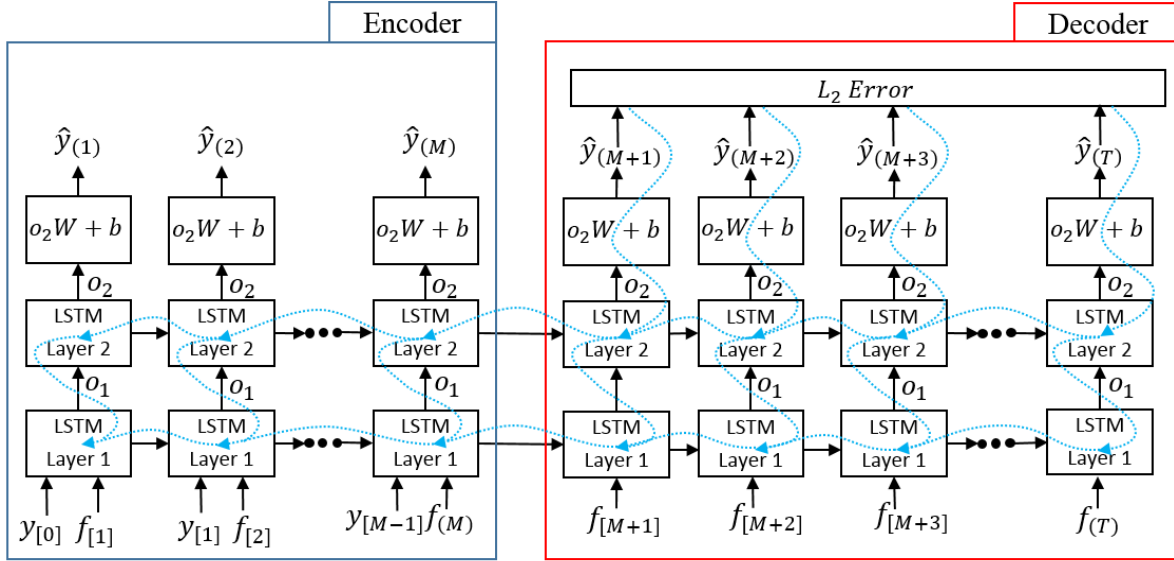 Encoder
Decoder
L₂ Error
ŷ₍₁₎ ŷ₍₂₎ ŷ₍M₎ ŷ₍M₊₁₎ ŷ₍M₊₂₎ ŷ₍M₊₃₎ ŷ₍T₎
o₂W + b o₂W + b o₂W + b o₂W + b o₂W + b o₂W + b o₂W + b
o₂ o₂ o₂ o₂ o₂ o₂ o₂
LSTM LSTM LSTM LSTM LSTM LSTM LSTM
Layer 2 Layer 2 Layer 2 Layer 2 Layer 2 Layer 2 Layer 2
o₁ o₁ o₁ o₁ o₁
LSTM LSTM LSTM LSTM LSTM LSTM LSTM
Layer 1 Layer 1 Layer 1 Layer 1 Layer 1 Layer 1 Layer 1
y[0] f[1] y[1] f[2] y[M−1] f(M) f[M+1] f[M+2] f[M+3] f(T)